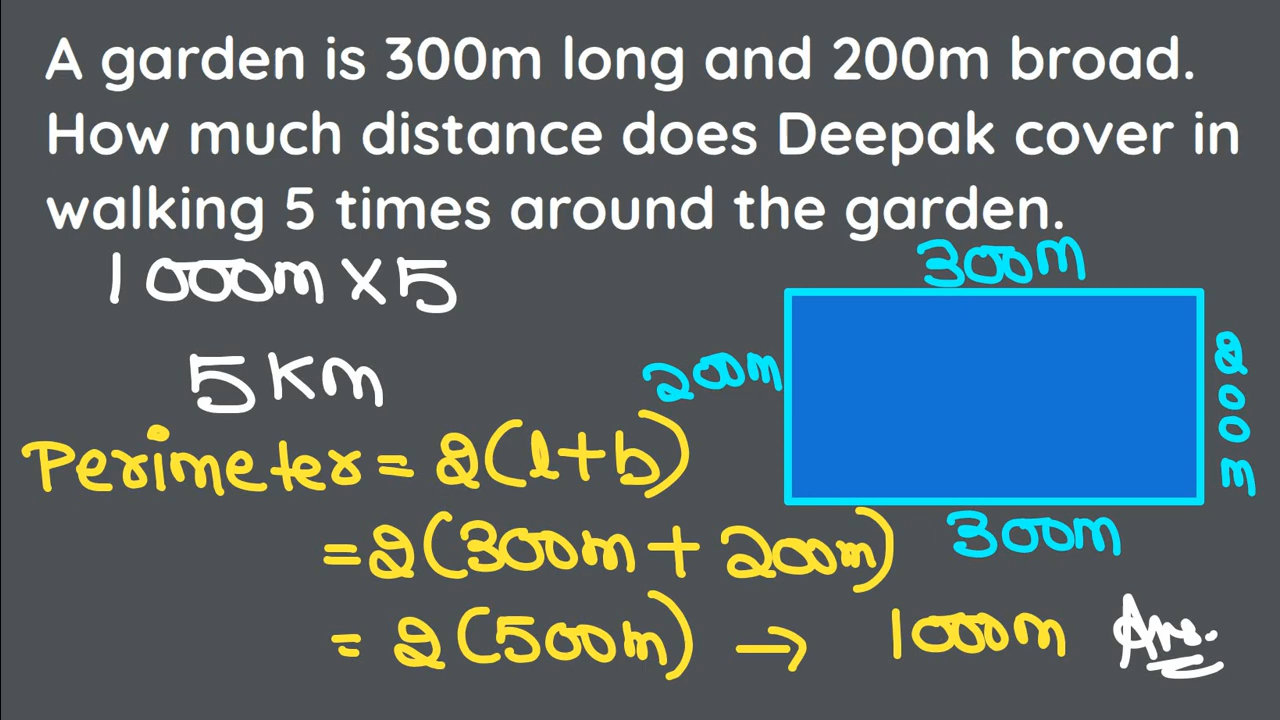 A garden is 300m long and 200m broad.
How much distance does Deepak cover in
walking 5 times around the garden.
1000m x 5
5 Km
300m
200m
200m
300m
Perimeter = 2(l+b)
= 2(300m + 200m)
= 2(500m) → 1000m Ans.